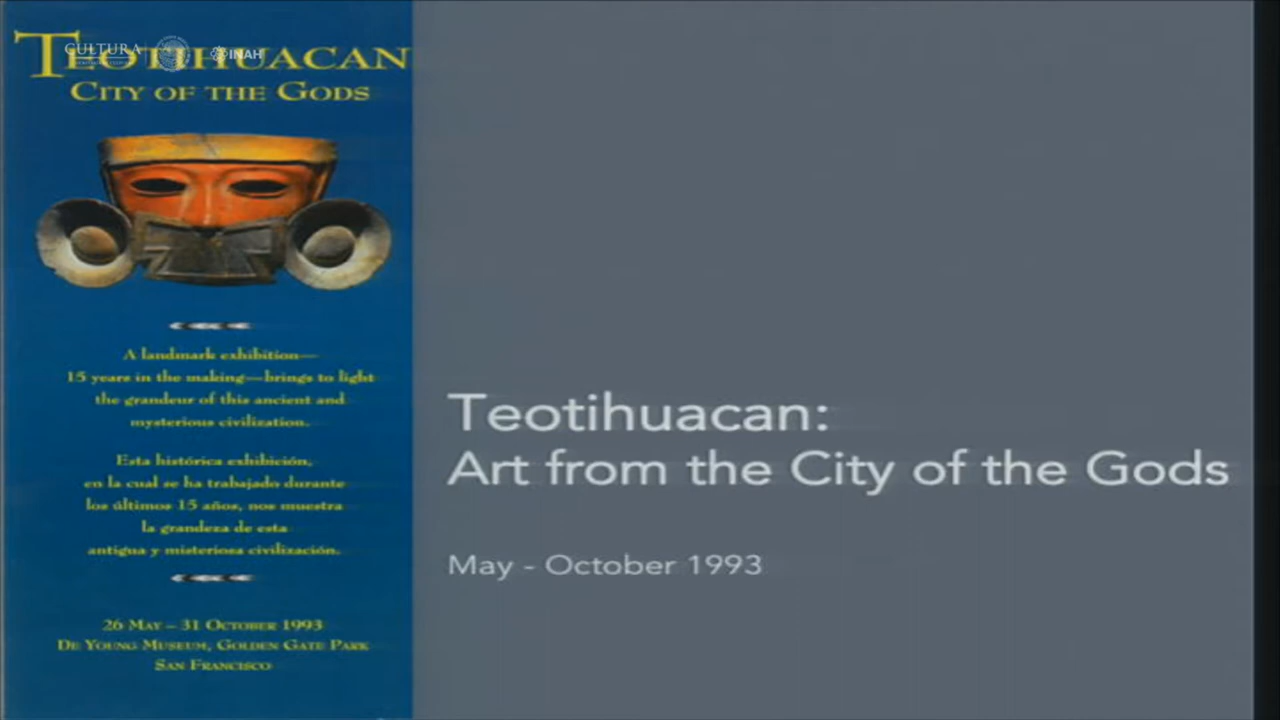 TEOTIHUACAN
CULTURA
INAH
CITY OF THE GODS
A landmark exhibition—
15 years in the making—brings to light
the grandeur of this ancient and
mysterious civilization.
Esta histórica exhibición,
en la cual se ha trabajado durante
los últimos 15 años, nos muestra
la grandeza de esta
antigua y misteriosa civilización.
26 MAY – 31 OCTOBER 1993
DE YOUNG MUSEUM, GOLDEN GATE PARK
SAN FRANCISCO
Teotihuacan:
Art from the City of the Gods
May - October 1993